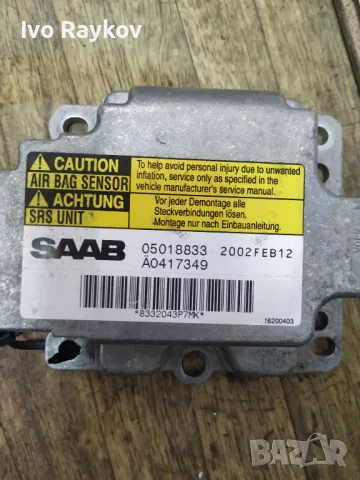 Ivo Raykov
CAUTION
AIR BAG SENSOR
ACHTUNG
SRS UNIT
To help avoid personal injury due to unwanted
inflation, service only as specified in the
vehicle manufacturer's service manual.
Vor jeder Demontage alle
Steckverbindungen lösen.
Montage nur nach Einbauanleitung.
SAAB 05018833 2002FEB12
A0417349
*8332043P7MK*
16200403
BAZAR